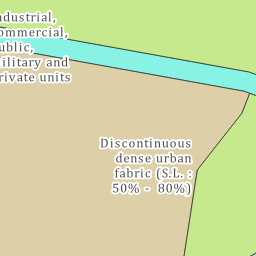 ndustrial,
ommercial,
ublic,
ilitary and
rivate units
Discontinuous
dense urban
fabric (S.L. :
50% - 80%)